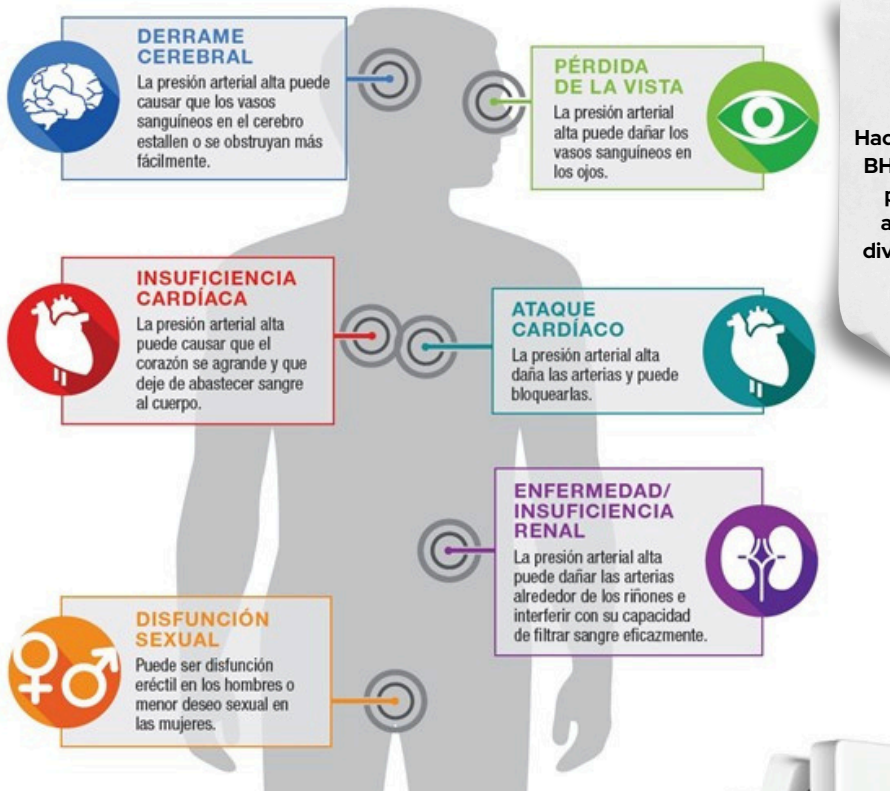 DERRAME
CEREBRAL
La presión arterial alta puede
causar que los vasos
sanguíneos en el cerebro
estallen o se obstruyan más
fácilmente.
PÉRDIDA
DE LA VISTA
La presión arterial
alta puede dañar los
vasos sanguíneos en
los ojos.
INSUFICIENCIA
CARDÍACA
La presión arterial alta
puede causar que el
corazón se agrande y que
deje de abastecer sangre
al cuerpo.
ATAQUE
CARDÍACO
La presión arterial alta
daña las arterias y puede
bloquearlas.
ENFERMEDAD/
INSUFICIENCIA
RENAL
La presión arterial alta
puede dañar las arterias
alrededor de los riñones e
interferir con su capacidad
de filtrar sangre eficazmente.
DISFUNCIÓN
SEXUAL
Puede ser disfunción
eréctil en los hombres o
menor deseo sexual en
las mujeres.